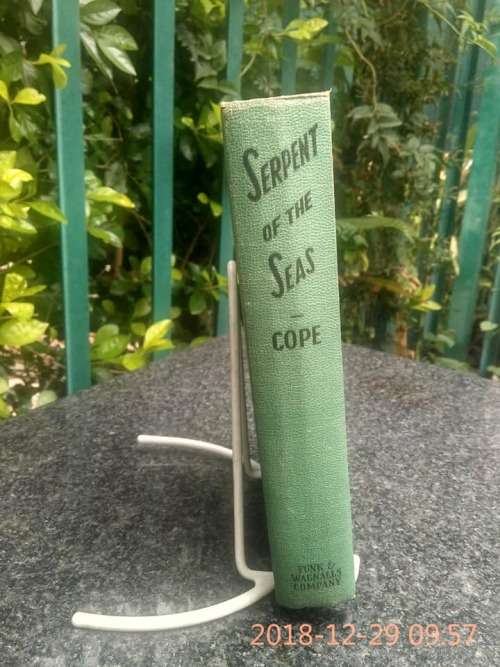 SERPENT
OF THE
SEAS
—
COPE
FUNK &
WAGNALLS
COMPANY
2018-12-29 09:57